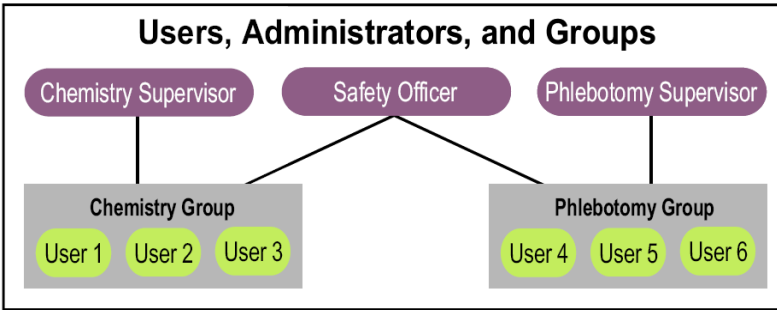 Users, Administrators, and Groups
Chemistry Supervisor
Safety Officer
Phlebotomy Supervisor
Chemistry Group
User 1
User 2
User 3
Phlebotomy Group
User 4
User 5
User 6